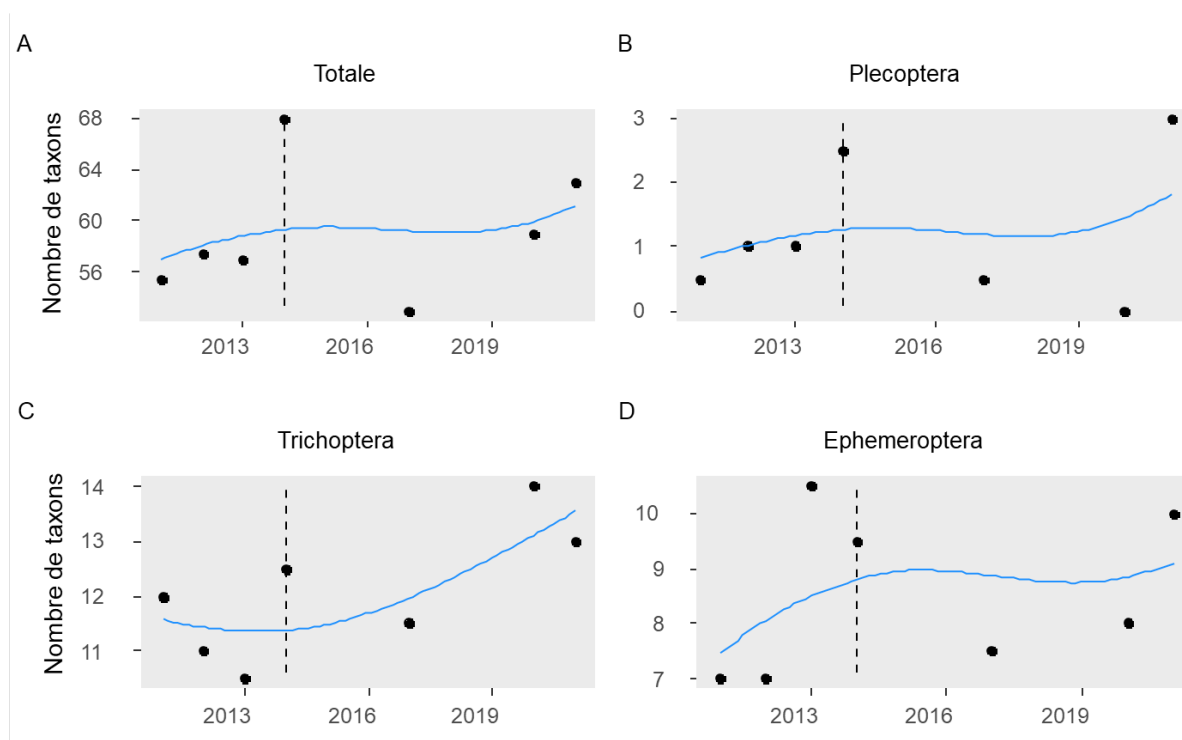 A
Totale
Nombre de taxons
68
64
60
56
2013
2016
2019
B
Plecoptera
3
2
1
0
2013
2016
2019
C
Trichoptera
Nombre de taxons
14
13
12
11
2013
2016
2019
D
Ephemeroptera
10
9
8
7
2013
2016
2019